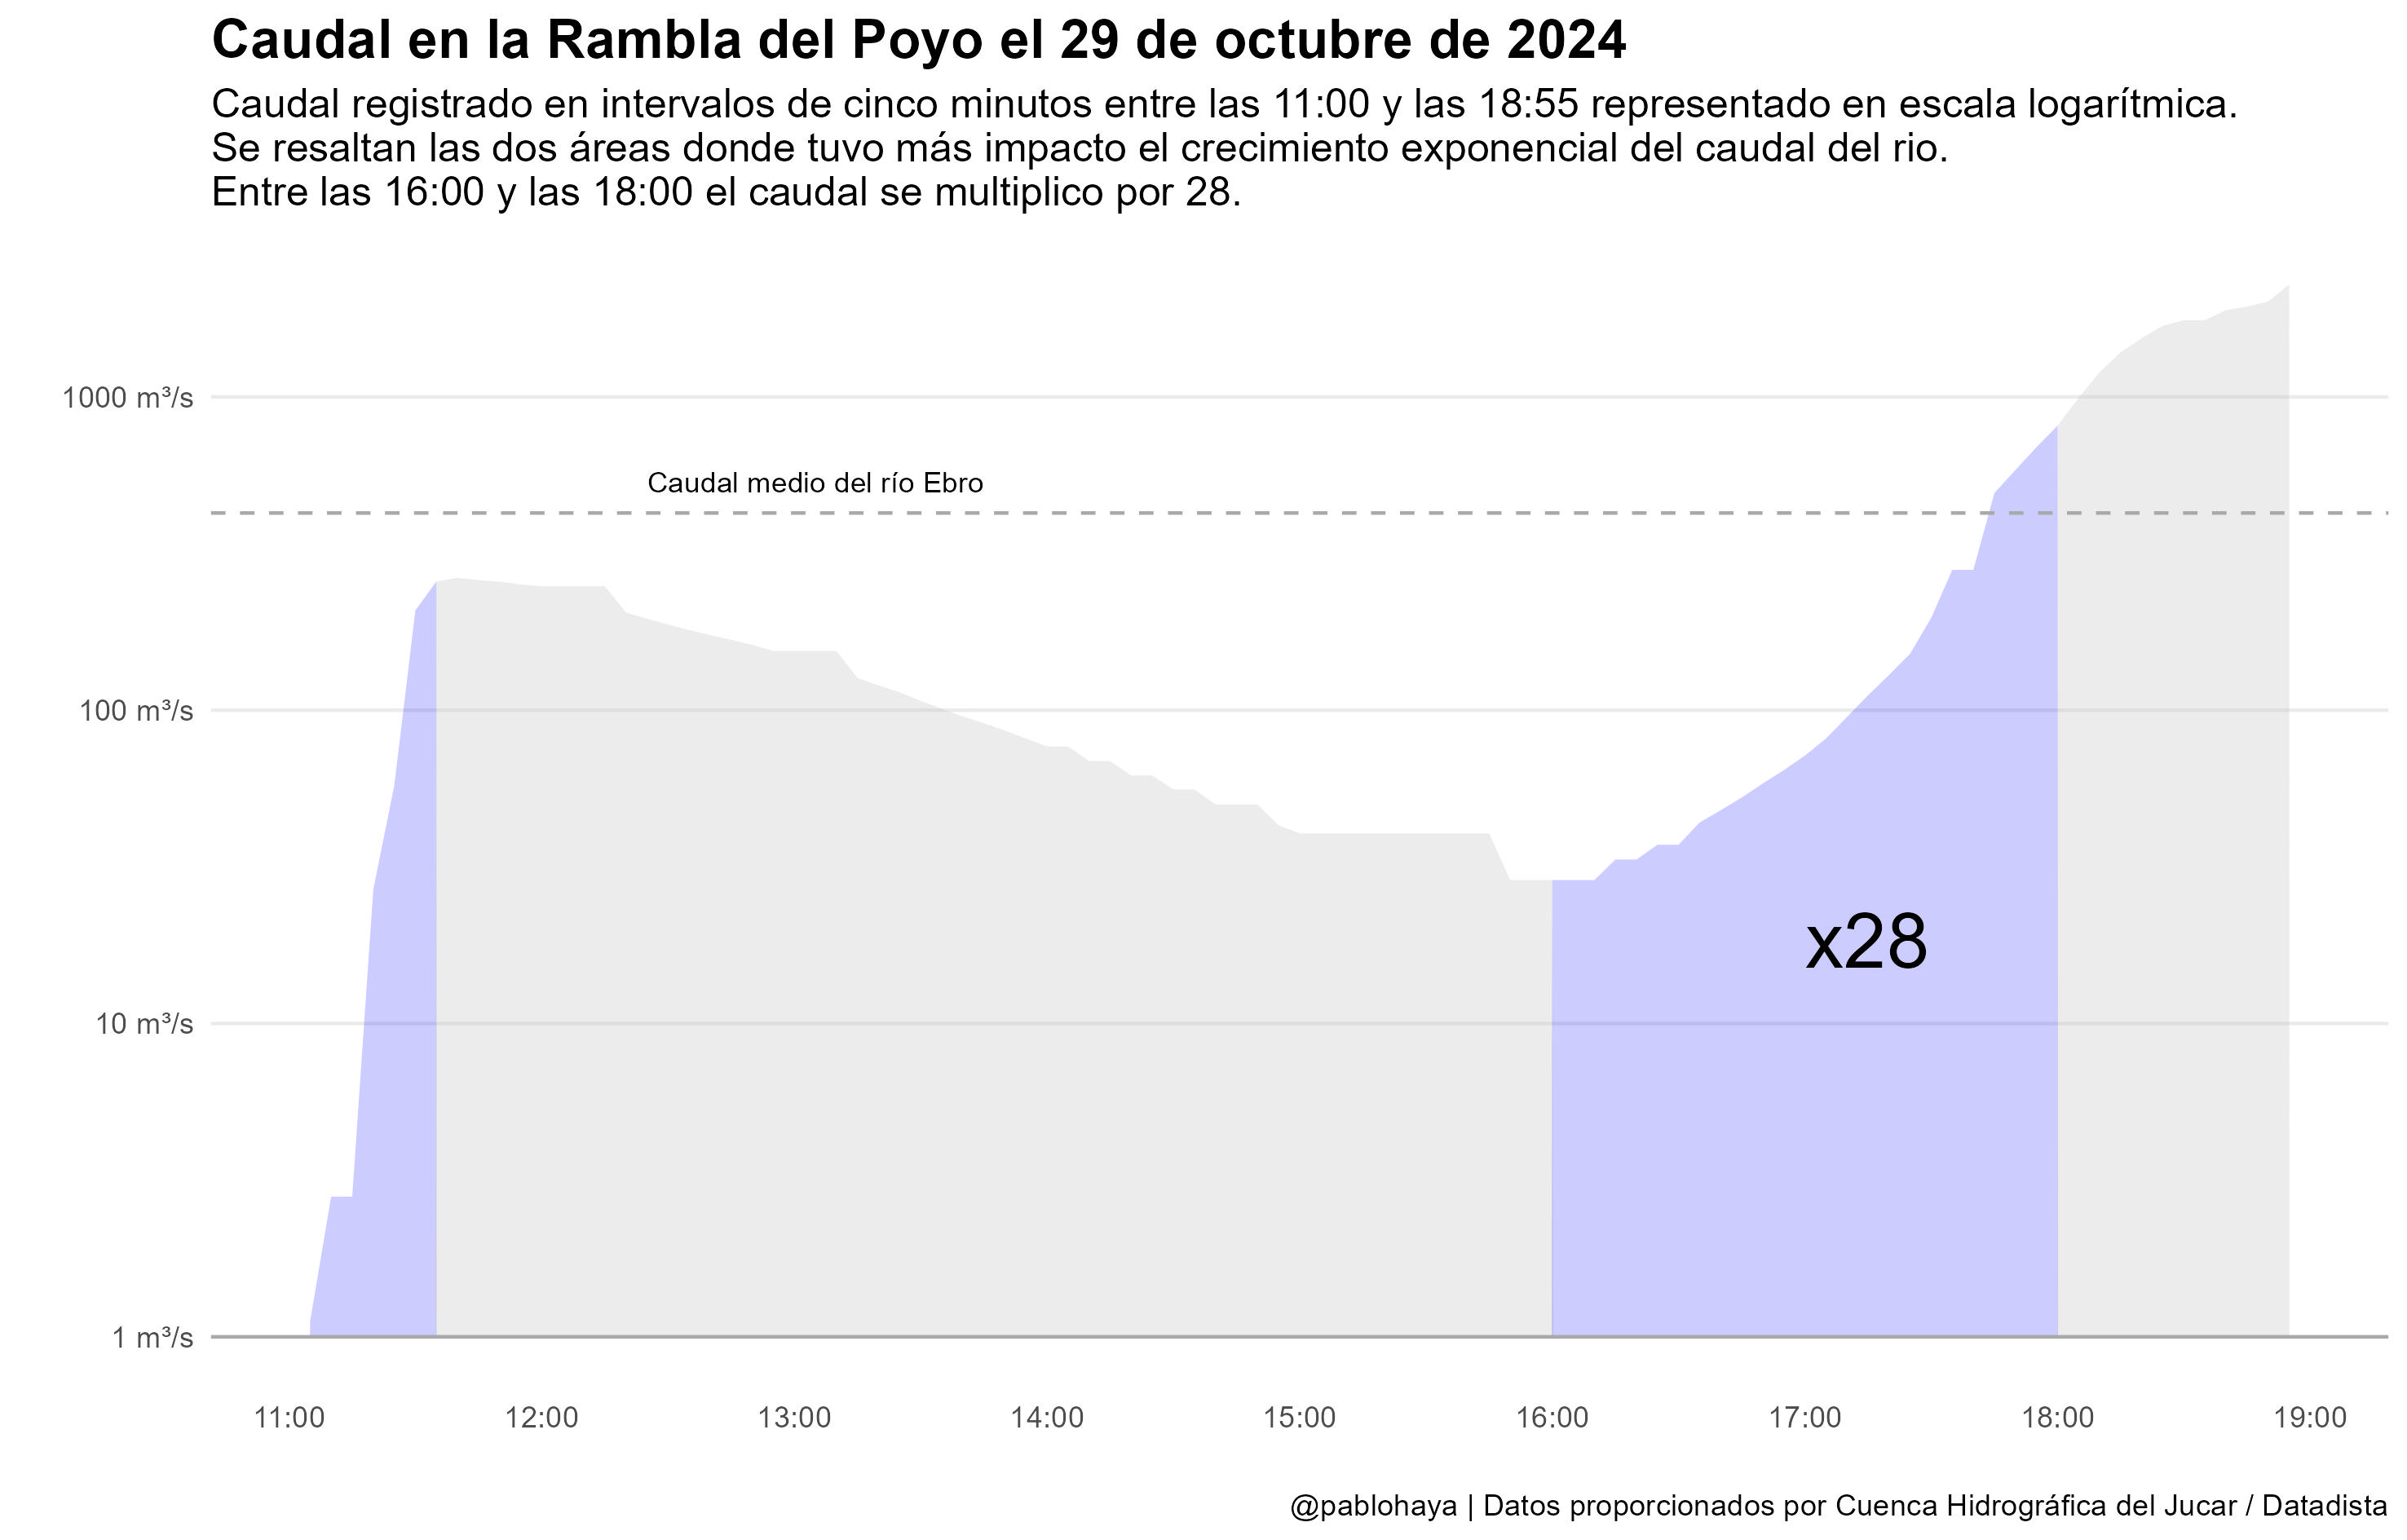 Caudal en la Rambla del Poyo el 29 de octubre de 2024
Caudal registrado en intervalos de cinco minutos entre las 11:00 y las 18:55 representado en escala logarítmica.
Se resaltan las dos áreas donde tuvo más impacto el crecimiento exponencial del caudal del rio.
Entre las 16:00 y las 18:00 el caudal se multiplico por 28.
1000 m³/s
Caudal medio del río Ebro
100 m³/s
x28
10 m³/s
1 m³/s
11:00 12:00 13:00 14:00 15:00 16:00 17:00 18:00 19:00
@pablohaya | Datos proporcionados por Cuenca Hidrográfica del Jucar / Datadista